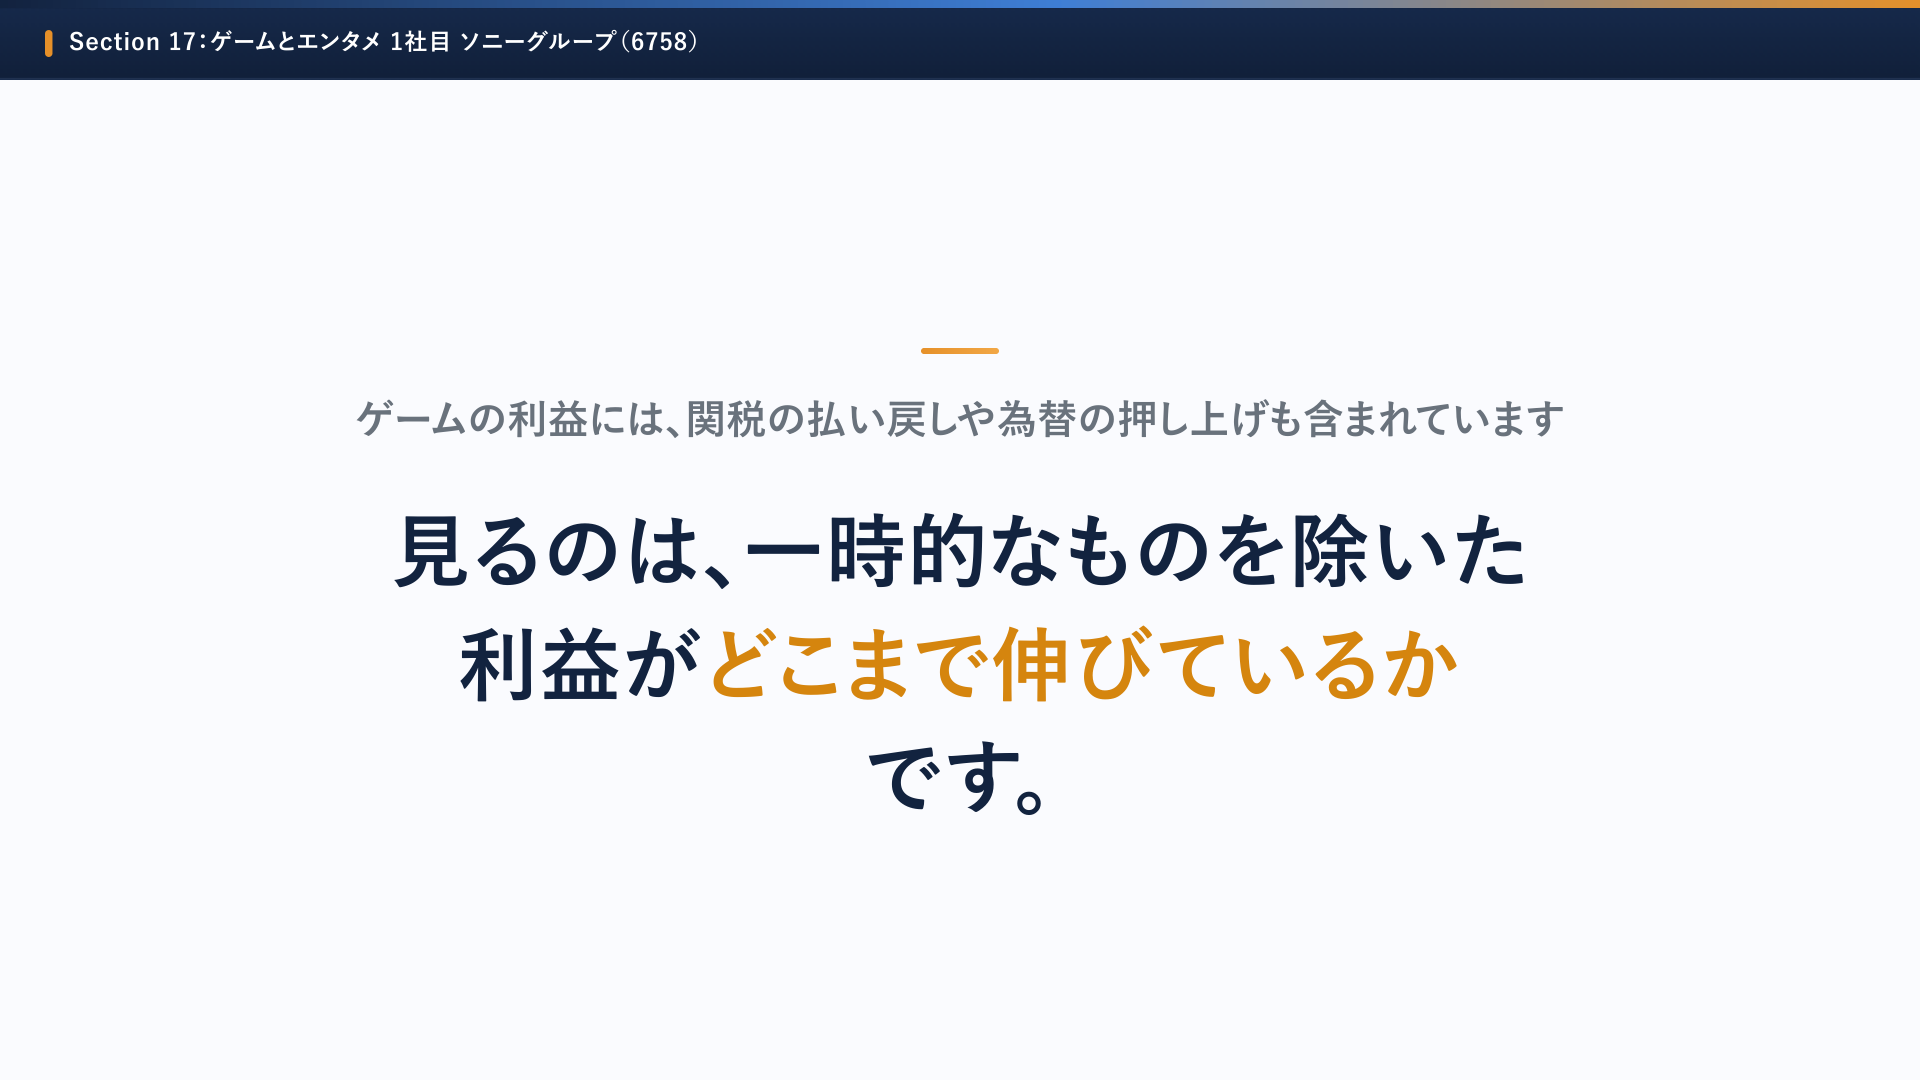 Section 17：ゲームとエンタメ 1社目 ソニーグループ（6758）
ゲームの利益には、関税の払い戻しや為替の押し上げも含まれています
見るのは、一時的なものを除いた
利益がどこまで伸びているか
です。